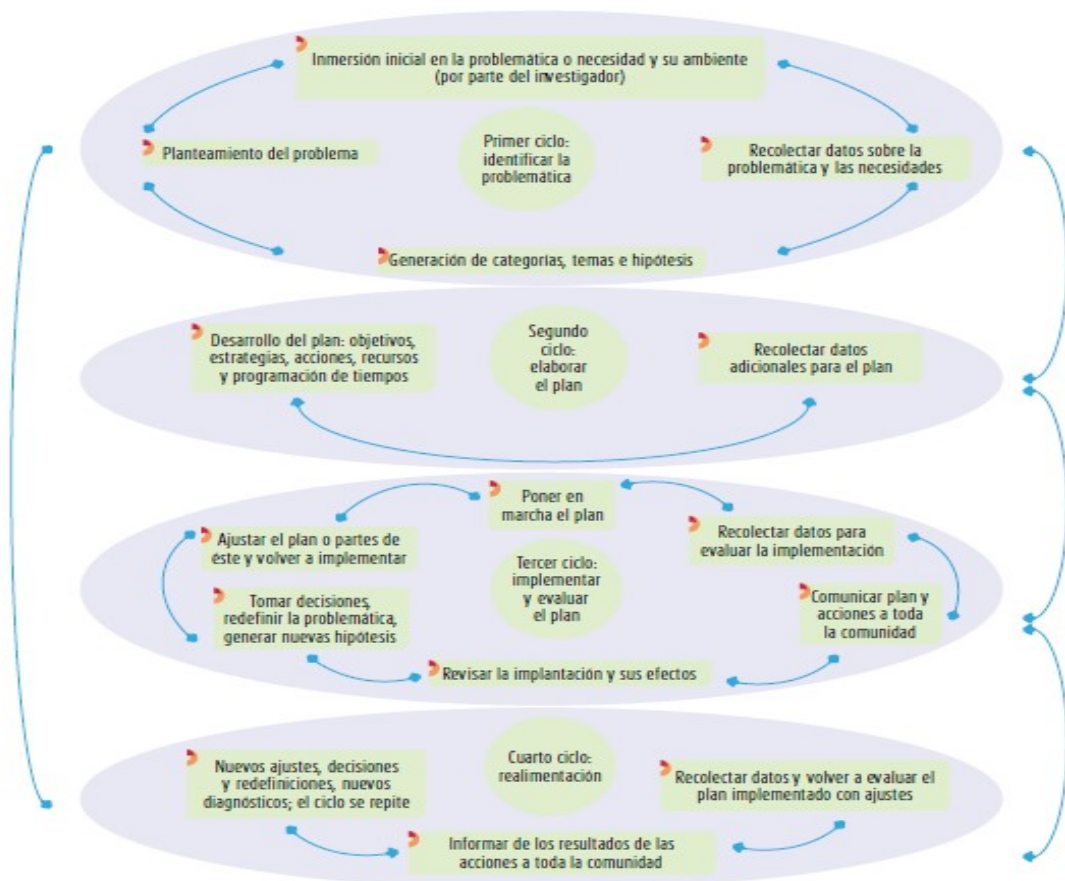 Inmersión inicial en la problemática o necesidad y su ambiente
(por parte del investigador)
Planteamiento del problema
Primer ciclo:
identificar la
problemática
Recolectar datos sobre la
problemática y las necesidades
Generación de categorías, temas e hipótesis
Desarrollo del plan: objetivos,
estrategias, acciones, recursos
y programación de tiempos
Segundo
ciclo:
elaborar
el plan
Recolectar datos
adicionales para el plan
Poner en
marcha el plan
Ajustar el plan o partes de
éste y volver a implementar
Recolectar datos para
evaluar la implementación
Tercer ciclo:
implementar
y evaluar
el plan
Tomar decisiones,
redefinir la problemática,
generar nuevas hipótesis
Comunicar plan y
acciones a toda
la comunidad
Revisar la implantación y sus efectos
Nuevos ajustes, decisiones
y redefiniciones, nuevos
diagnósticos; el ciclo se repite
Cuarto ciclo:
realimentación
Recolectar datos y volver a evaluar el
plan implementado con ajustes
Informar de los resultados de las
acciones a toda la comunidad